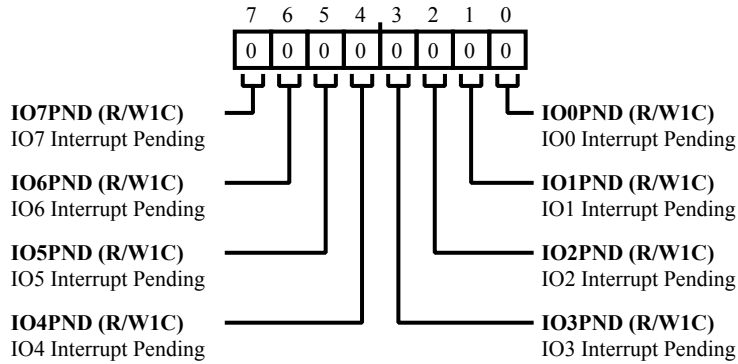 7 6 5 4 3 2 1 0
0 0 0 0 0 0 0 0
IO7PND (R/W1C)
IO7 Interrupt Pending
IO6PND (R/W1C)
IO6 Interrupt Pending
IO5PND (R/W1C)
IO5 Interrupt Pending
IO4PND (R/W1C)
IO4 Interrupt Pending
IO0PND (R/W1C)
IO0 Interrupt Pending
IO1PND (R/W1C)
IO1 Interrupt Pending
IO2PND (R/W1C)
IO2 Interrupt Pending
IO3PND (R/W1C)
IO3 Interrupt Pending